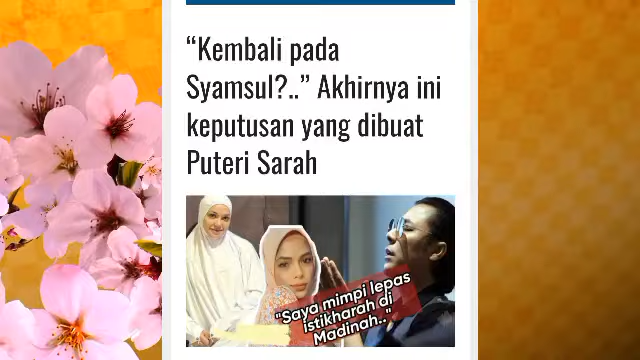 “Kembali pada
Syamsul?..” Akhirnya ini
keputusan yang dibuat
Puteri Sarah
"Saya mimpi lepas
istikharah di
Madinah.."